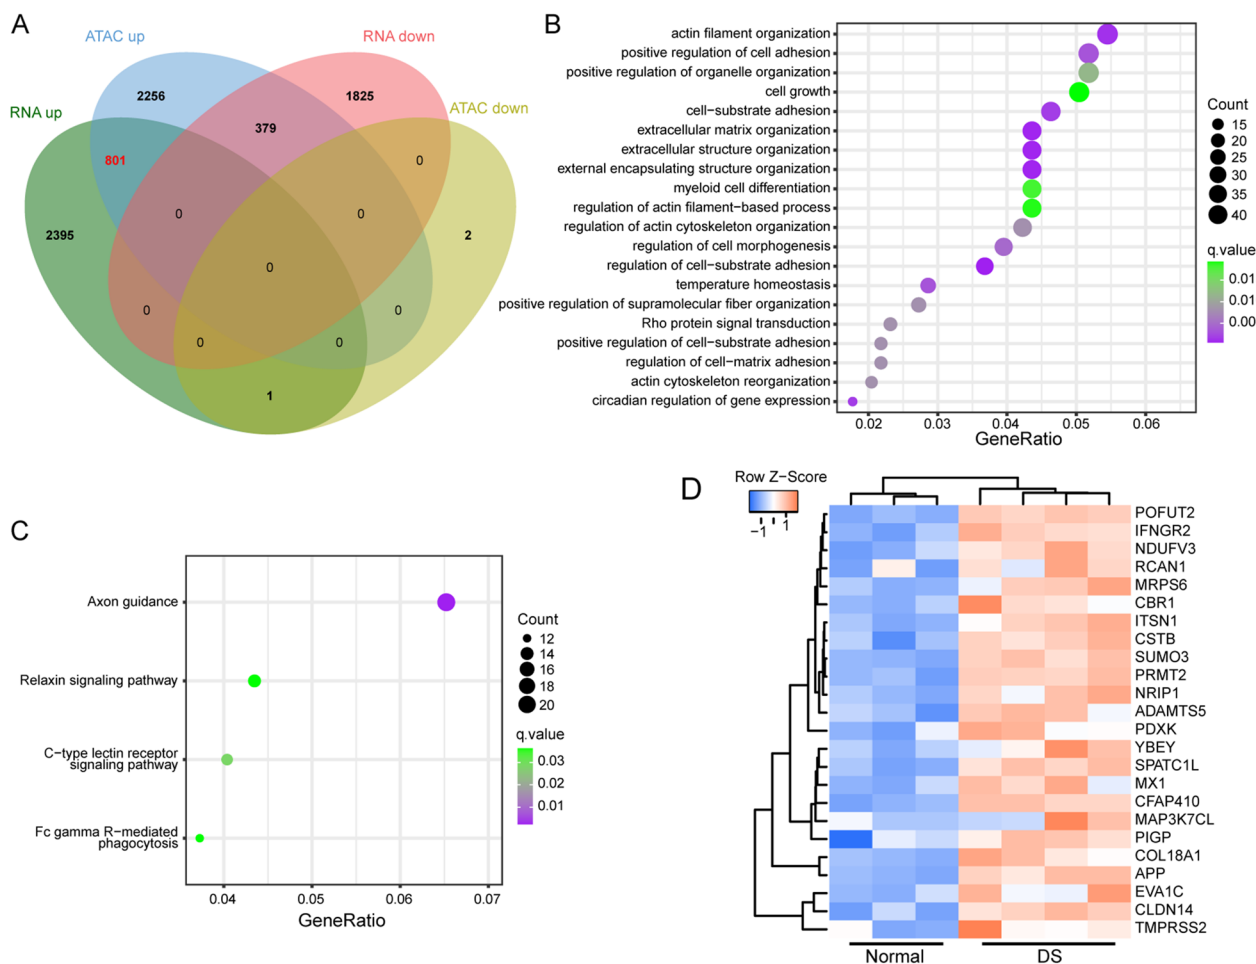 A
ATAC up
RNA down
RNA up
ATAC down
2256
1825
379
801
0
0
0
2395
2
0
0
0
0
0
1
B
actin filament organization
positive regulation of cell adhesion
positive regulation of organelle organization
cell growth
cell−substrate adhesion
extracellular matrix organization
extracellular structure organization
external encapsulating structure organization
myeloid cell differentiation
regulation of actin filament−based process
regulation of actin cytoskeleton organization
regulation of cell morphogenesis
regulation of cell−substrate adhesion
temperature homeostasis
positive regulation of supramolecular fiber organization
Rho protein signal transduction
positive regulation of cell−substrate adhesion
regulation of cell−matrix adhesion
actin cytoskeleton reorganization
circadian regulation of gene expression
0.02 0.03 0.04 0.05 0.06
GeneRatio
Count
15
20
25
30
35
40
q.value
0.01
0.01
0.00
C
Axon guidance
Relaxin signaling pathway
C−type lectin receptor
signaling pathway
Fc gamma R−mediated
phagocytosis
0.04 0.05 0.06 0.07
GeneRatio
Count
12
14
16
18
20
q.value
0.03
0.02
0.01
D
Row Z−Score
−1 1
POFUT2
IFNGR2
NDUFV3
RCAN1
MRPS6
CBR1
ITSN1
CSTB
SUMO3
PRMT2
NRIP1
ADAMTS5
PDXK
YBEY
SPATC1L
MX1
CFAP410
MAP3K7CL
PIGP
COL18A1
APP
EVA1C
CLDN14
TMPRSS2
Normal DS